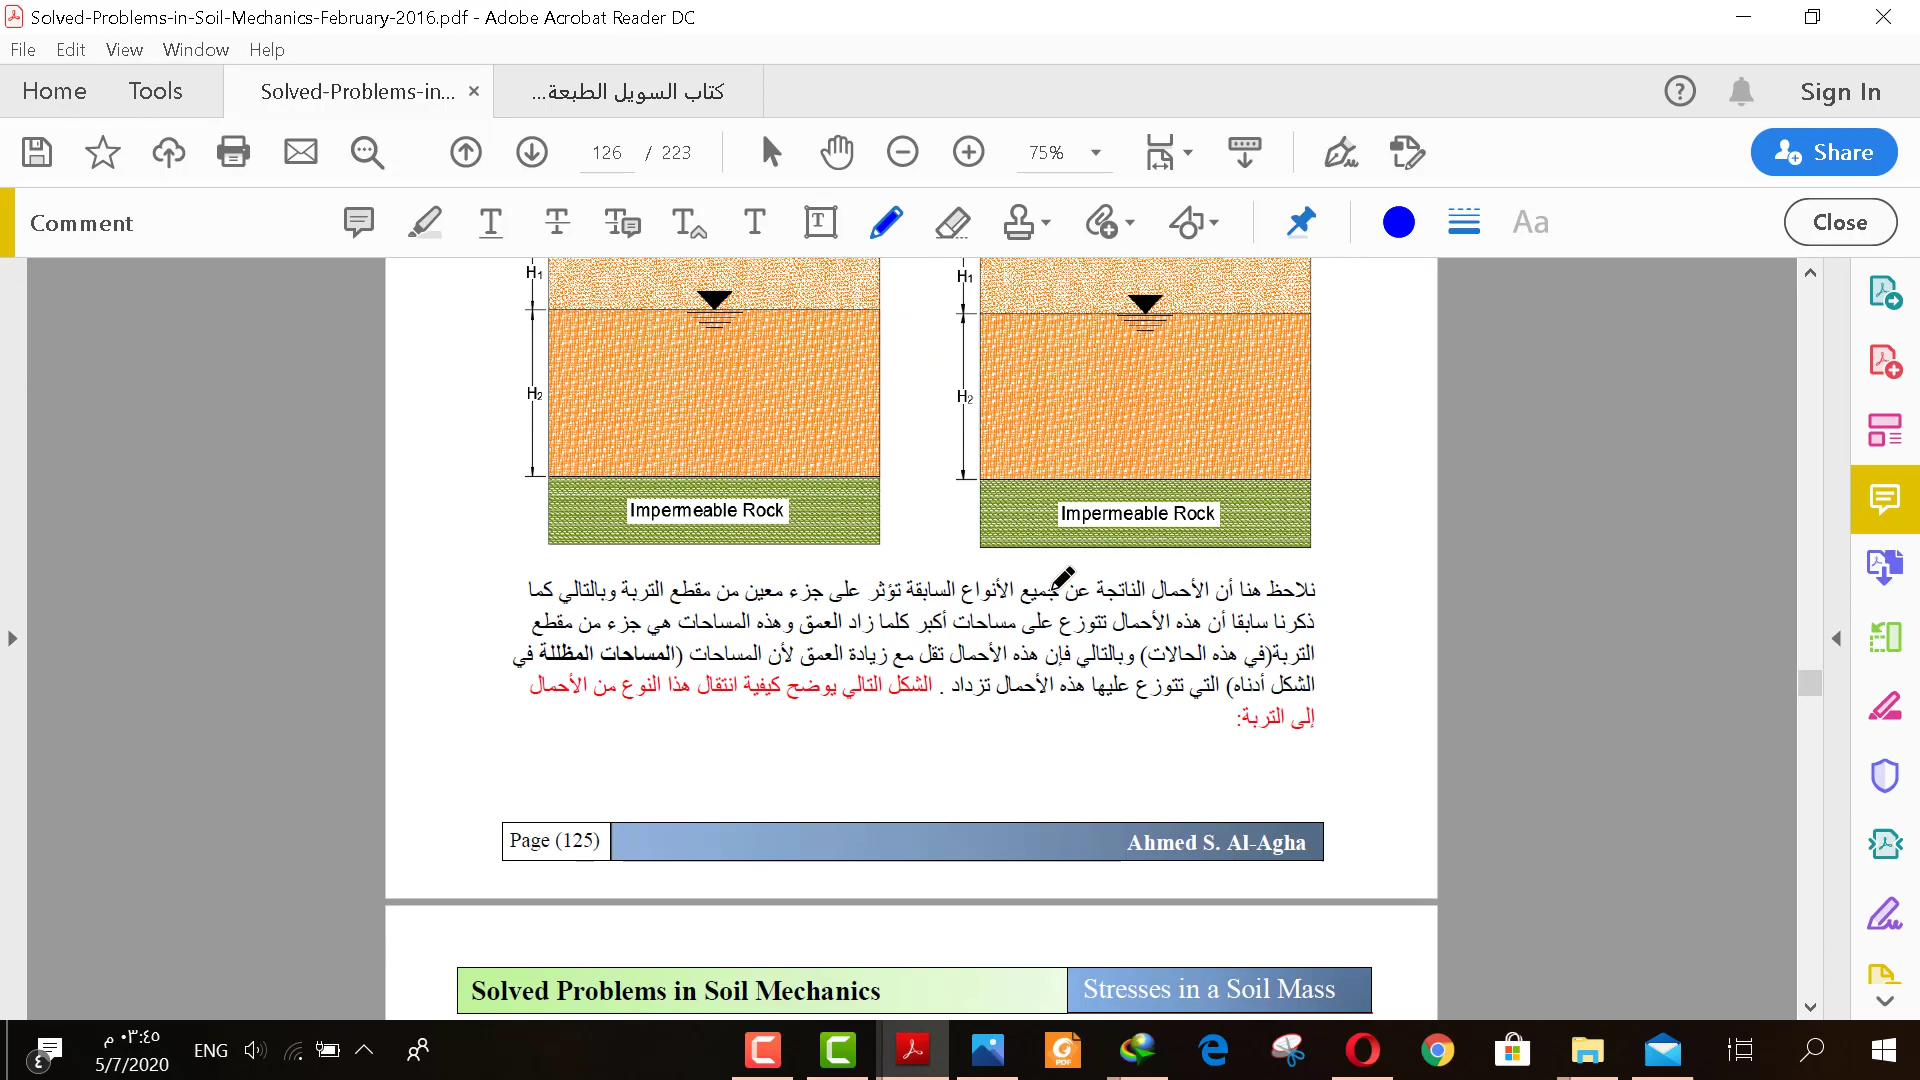 Solved-Problems-in-Soil-Mechanics-February-2016.pdf - Adobe Acrobat Reader DC
File Edit View Window Help
Home Tools Solved-Problems-in... × كتاب السويل الطبعة... Sign In
126 / 223 75% Share
Comment Aa Close
H1 H1
H2 H2
Impermeable Rock Impermeable Rock
نلاحظ هنا أن الأحمال الناتجة عن جميع الأنواع السابقة تؤثر على جزء معين من مقطع التربة وبالتالي كما
ذكرنا سابقا أن هذه الأحمال تتوزع على مساحات أكبر كلما زاد العمق وهذه المساحات هي جزء من مقطع
التربة(في هذه الحالات) وبالتالي فإن هذه الأحمال تقل مع زيادة العمق لأن المساحات (المساحات المظللة في
الشكل أدناه) التي تتوزع عليها هذه الأحمال تزداد . الشكل التالي يوضح كيفية انتقال هذا النوع من الأحمال
إلى التربة:
Page (125) Ahmed S. Al-Agha
Solved Problems in Soil Mechanics Stresses in a Soil Mass
٤ ٠٣:٤٥ م ENG
5/7/2020